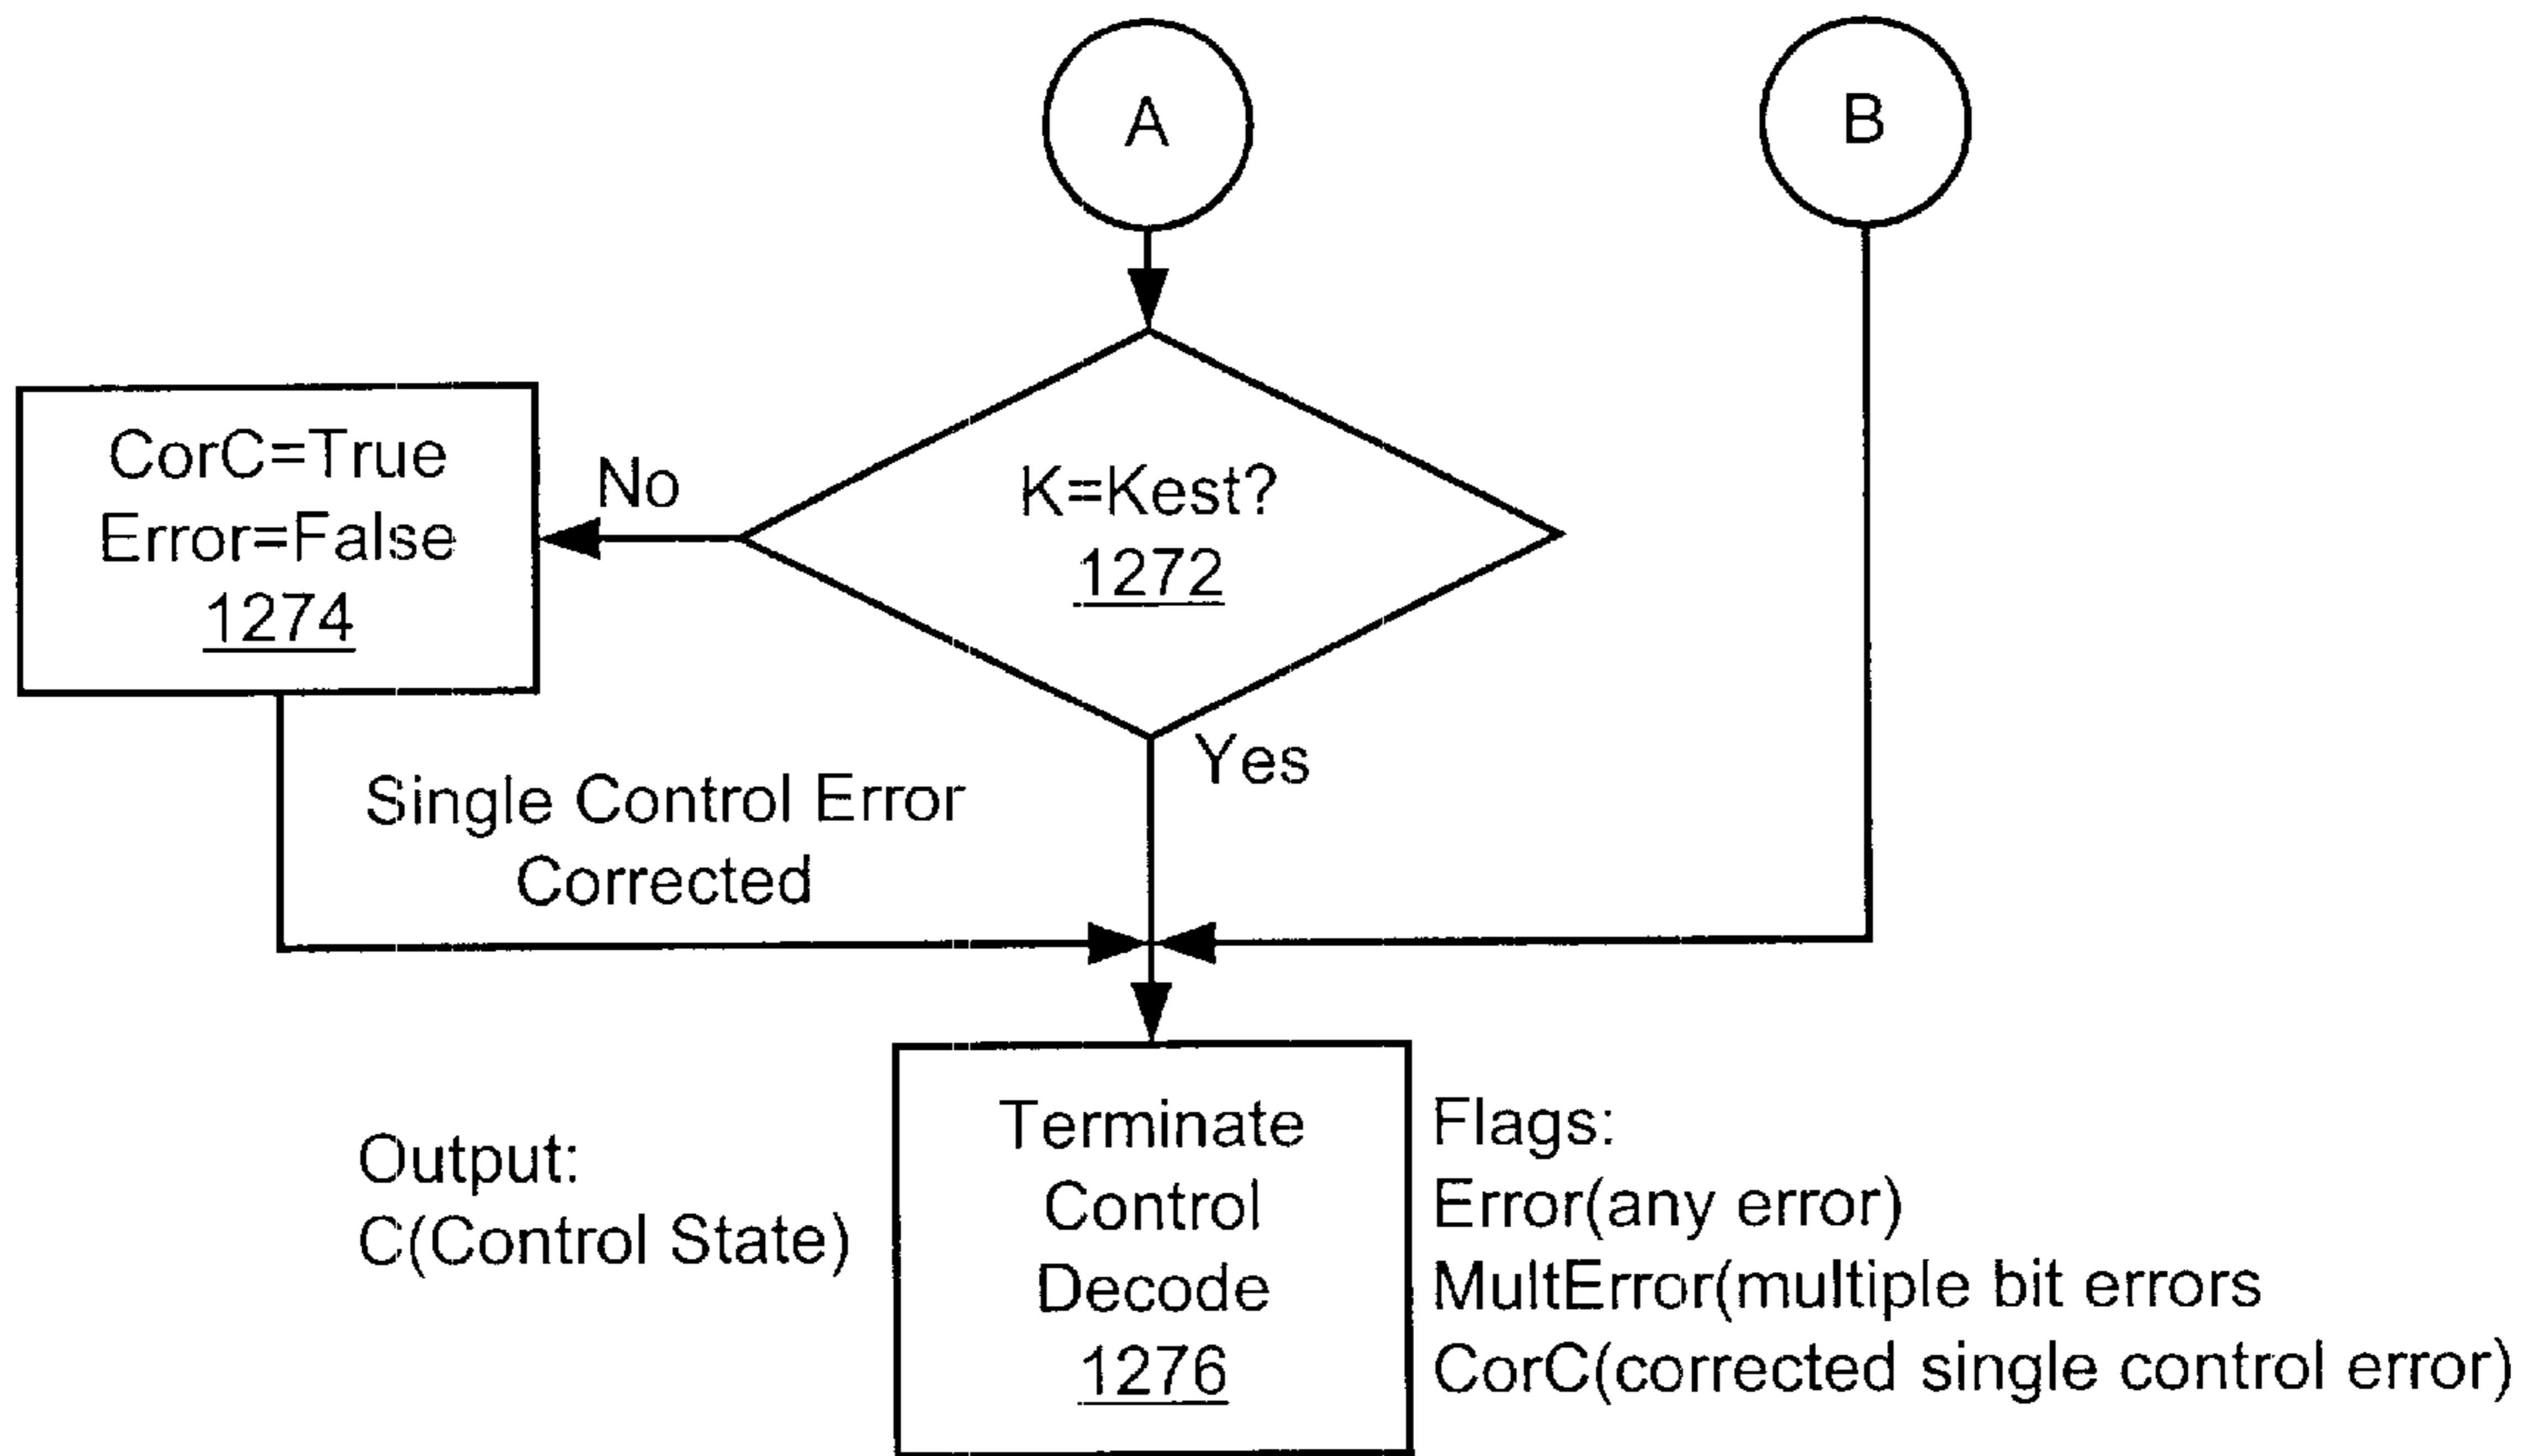 A
B
CorC=True
Error=False
1274
No
K=Kest?
1272
Yes
Single Control Error
Corrected
Terminate
Control
Decode
1276
Output:
C(Control State)
Flags:
Error(any error)
MultError(multiple bit errors
CorC(corrected single control error)